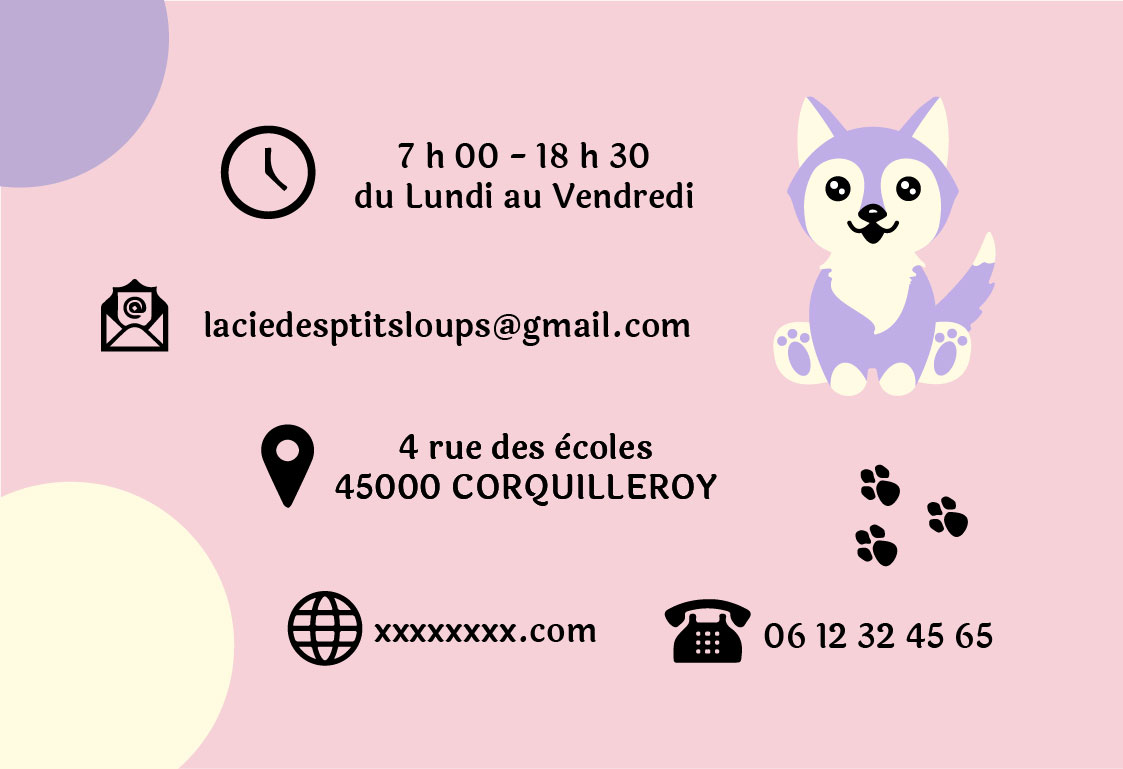 7 h 00 - 18 h 30
du Lundi au Vendredi
@
laciedesptitsloups@gmail.com
4 rue des écoles
45000 CORQUILLEROY
xxxxxxxx.com
06 12 32 45 65